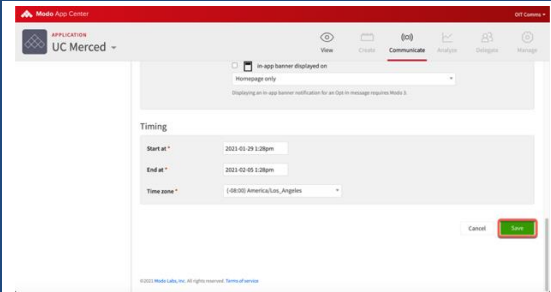 Modo App Center
OIT Comms
APPLICATION
UC Merced
View
Create
Communicate
Analyze
Delegate
Manage
in-app banner displayed on
Homepage only
Displaying an in-app banner notification for an Opt in message requires Modo 3.
Timing
Start at *
2021-01-29 1:28pm
End at *
2021-02-05 1:28pm
Time zone *
(-08:00) America/Los_Angeles
Cancel
Save
©2021 Modo Labs, Inc. All rights reserved. Terms of service